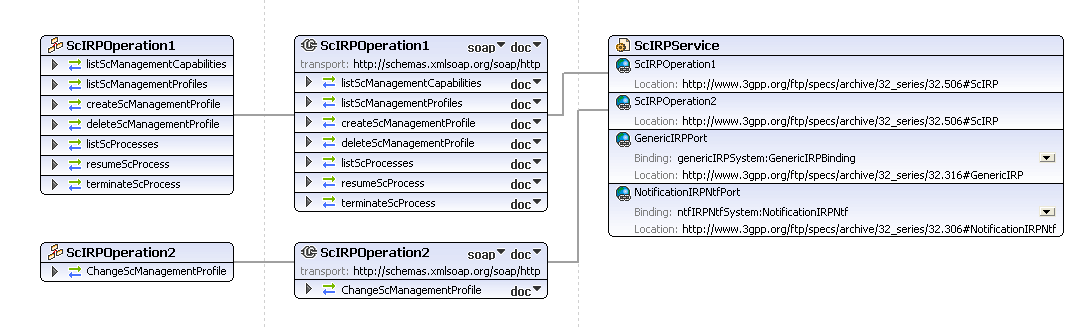 ScIRPOperation1
listScManagementCapabilities
listScManagementProfiles
createScManagementProfile
deleteScManagementProfile
listScProcesses
resumeScProcess
terminateScProcess
ScIRPOperation2
ChangeScManagementProfile
ScIRPOperation1 soap doc
transport: http://schemas.xmlsoap.org/soap/http
listScManagementCapabilities doc
listScManagementProfiles doc
createScManagementProfile doc
deleteScManagementProfile doc
listScProcesses doc
resumeScProcess doc
terminateScProcess doc
ScIRPOperation2 soap doc
transport: http://schemas.xmlsoap.org/soap/http
ChangeScManagementProfile doc
ScIRPService
ScIRPOperation1
Location: http://www.3gpp.org/ftp/specs/archive/32_series/32.506#ScIRP
ScIRPOperation2
Location: http://www.3gpp.org/ftp/specs/archive/32_series/32.506#ScIRP
GenericIRPPort
Binding: genericIRPSystem:GenericIRPBinding
Location: http://www.3gpp.org/ftp/specs/archive/32_series/32.316#GenericIRP
NotificationIRPNtfPort
Binding: ntfIRPNtfSystem:NotificationIRPNtf
Location: http://www.3gpp.org/ftp/specs/archive/32_series/32.306#NotificationIRPNtf